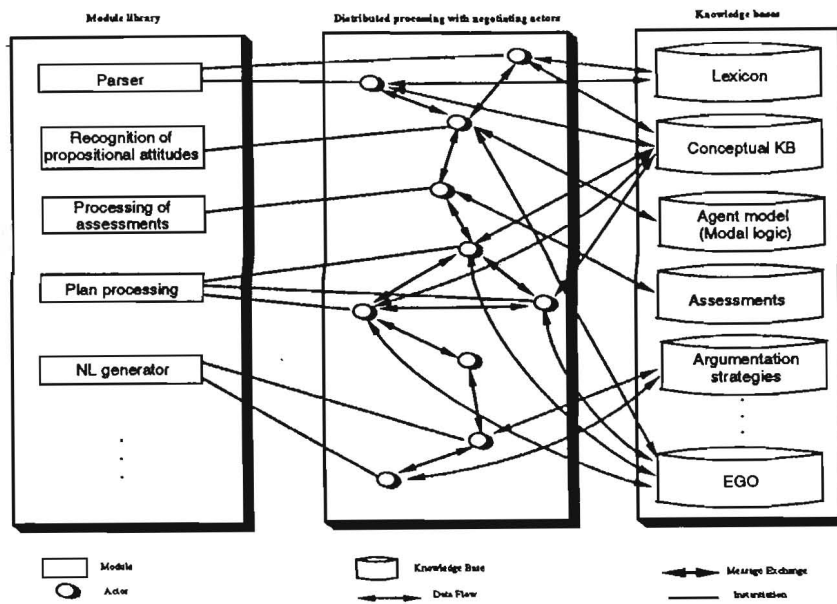 Module library
Distributed processing with negotiating actors
Knowledge bases
Parser
Recognition of
propositional attitudes
Processing of
assessments
Plan processing
NL generator
Lexicon
Conceptual KB
Agent model
(Modal logic)
Assessments
Argumentation
strategies
EGO
Module
Actor
Knowledge Base
Data Flow
Message Exchange
Instantiation